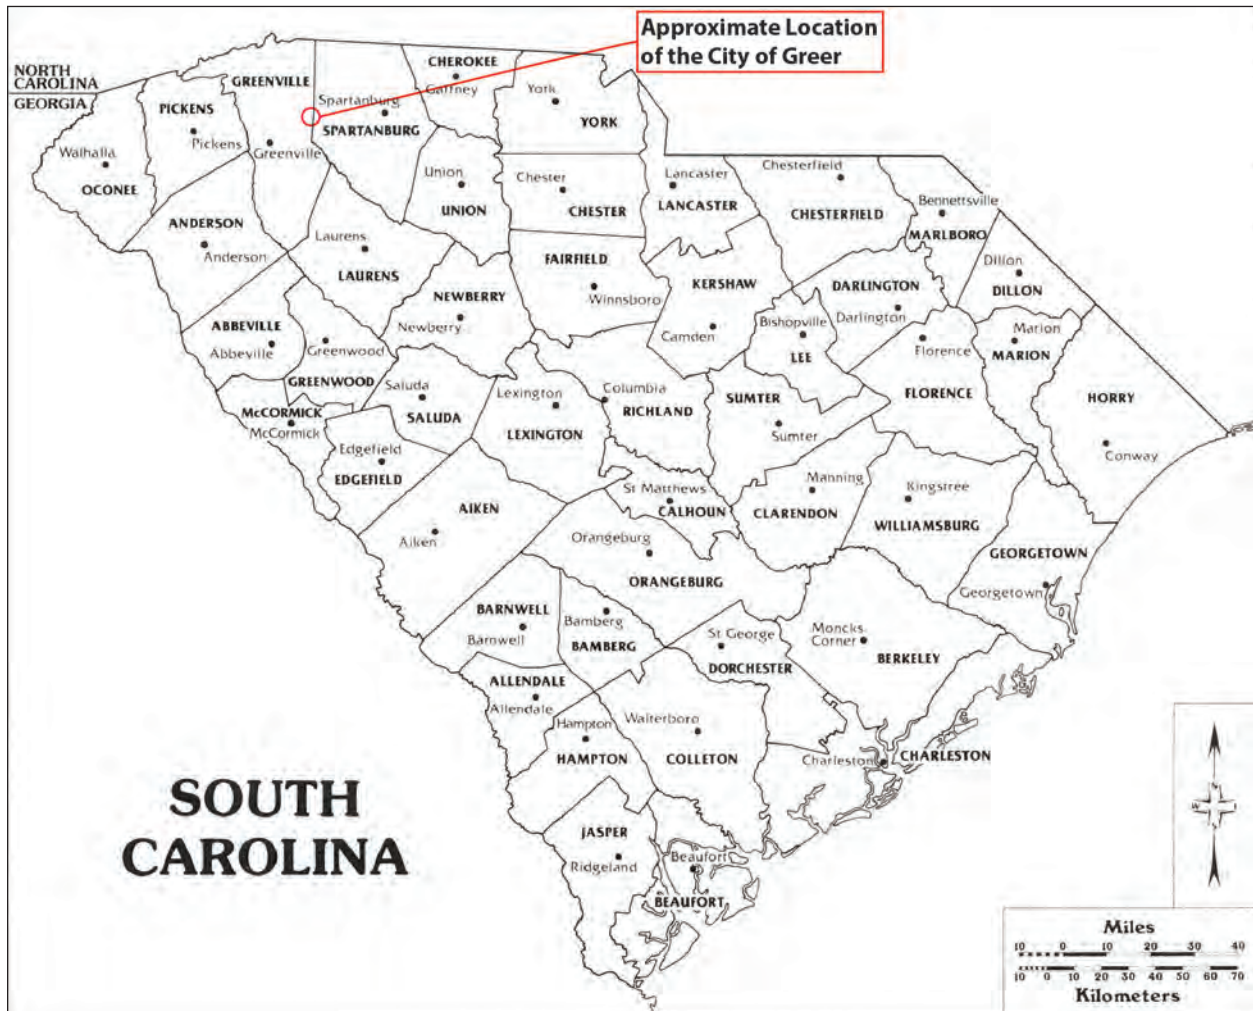 Approximate Location
of the City of Greer
NORTH
CAROLINA
GEORGIA
GREENVILLE
CHEROKEE
Gaffney
PICKENS
Pickens
Spartanburg
SPARTANBURG
York
YORK
Walhalla
OCONEE
Greenville
Union
UNION
Chester
CHESTER
Lancaster
LANCASTER
Chesterfield
CHESTERFIELD
Bennettsville
MARLBORO
ANDERSON
Anderson
Laurens
LAURENS
FAIRFIELD
Winnsboro
KERSHAW
Camden
DARLINGTON
Darlington
Dillon
DILLON
NEWBERRY
Newberry
ABBEVILLE
Abbeville
Greenwood
GREENWOOD
Bishopville
LEE
Florence
FLORENCE
Marion
MARION
HORRY
Conway
McCORMICK
McCormick
Saluda
SALUDA
Lexington
LEXINGTON
Columbia
RICHLAND
SUMTER
Sumter
Edgefield
EDGEFIELD
St Matthews
CALHOUN
Manning
CLARENDON
Kingstree
WILLIAMSBURG
AIKEN
Aiken
Orangeburg
ORANGEBURG
GEORGETOWN
Georgetown
BARNWELL
Barnwell
Bamberg
BAMBERG
St George
DORCHESTER
Moncks
Corner
BERKELEY
ALLENDALE
Allendale
Hampton
HAMPTON
Walterboro
COLLETON
Charleston
CHARLESTON
SOUTH
CAROLINA
JASPER
Ridgeland
Beaufort
BEAUFORT
N
W
Miles
10 0 10 20 30 40
10 0 10 20 30 40 50 60 70
Kilometers